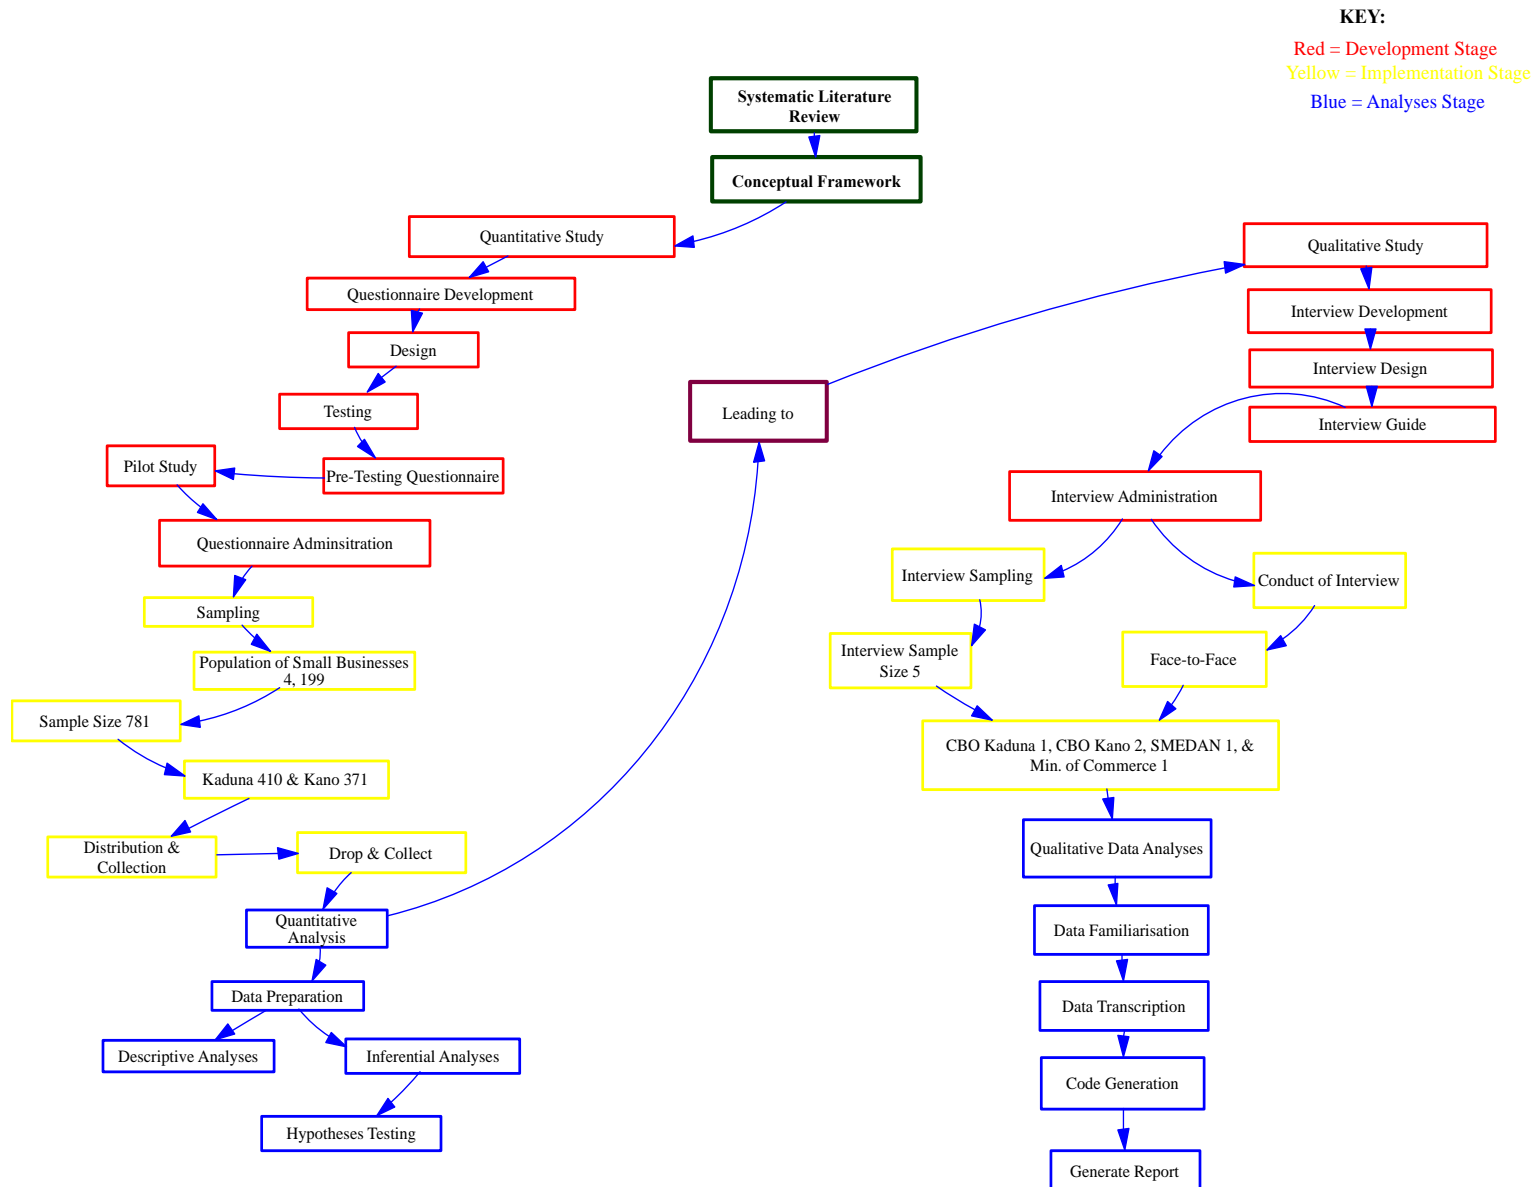 KEY:
Red = Development Stage
Yellow = Implementation Stage
Blue = Analyses Stage
Systematic Literature
Review
Conceptual Framework
Quantitative Study
Questionnaire Development
Design
Testing
Pre-Testing Questionnaire
Pilot Study
Questionnaire Adminsitration
Sampling
Population of Small Businesses
4, 199
Sample Size 781
Kaduna 410 & Kano 371
Distribution &
Collection
Drop & Collect
Quantitative
Analysis
Data Preparation
Descriptive Analyses
Inferential Analyses
Hypotheses Testing
Leading to
Qualitative Study
Interview Development
Interview Design
Interview Guide
Interview Administration
Interview Sampling
Conduct of Interview
Interview Sample
Size 5
Face-to-Face
CBO Kaduna 1, CBO Kano 2, SMEDAN 1, &
Min. of Commerce 1
Qualitative Data Analyses
Data Familiarisation
Data Transcription
Code Generation
Generate Report